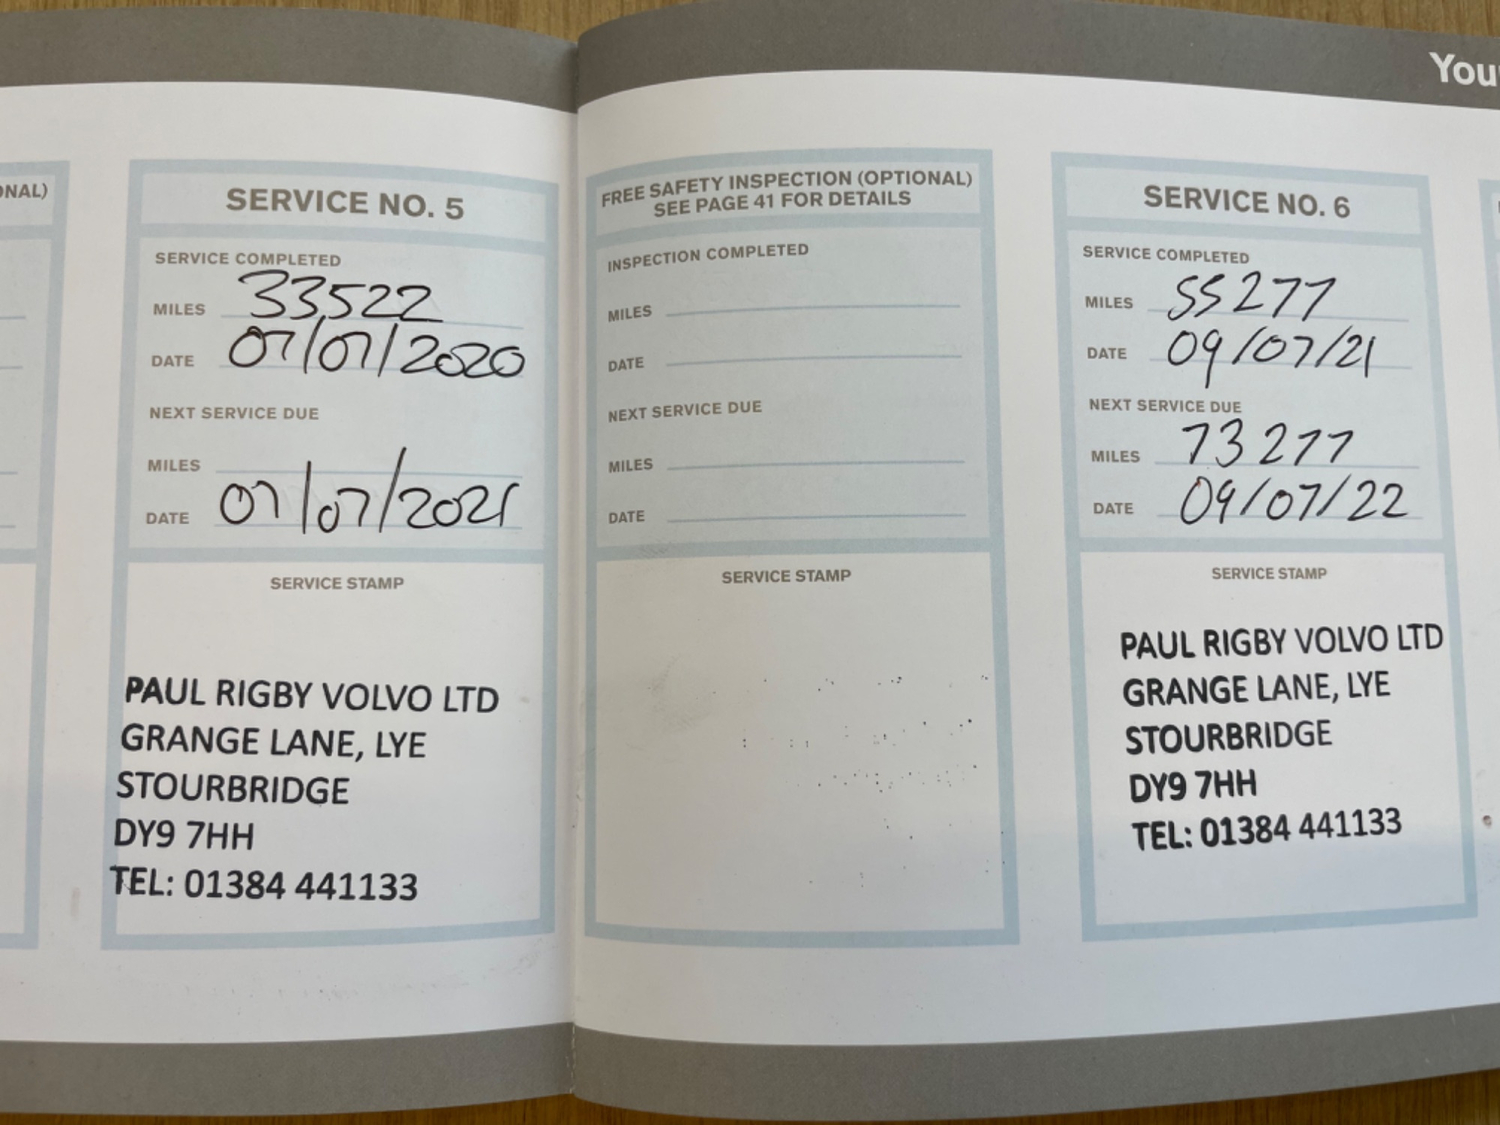 You
ONAL)
SERVICE NO. 5
SERVICE COMPLETED
MILES 33522
DATE 07/07/2020
NEXT SERVICE DUE
MILES
DATE 07/07/2021
SERVICE STAMP
PAUL RIGBY VOLVO LTD
GRANGE LANE, LYE
STOURBRIDGE
DY9 7HH
TEL: 01384 441133
FREE SAFETY INSPECTION (OPTIONAL)
SEE PAGE 41 FOR DETAILS
INSPECTION COMPLETED
MILES
DATE
NEXT SERVICE DUE
MILES
DATE
SERVICE STAMP
SERVICE NO. 6
SERVICE COMPLETED
MILES 55277
DATE 09/07/21
NEXT SERVICE DUE
MILES 73277
DATE 09/07/22
SERVICE STAMP
PAUL RIGBY VOLVO LTD
GRANGE LANE, LYE
STOURBRIDGE
DY9 7HH
TEL: 01384 441133